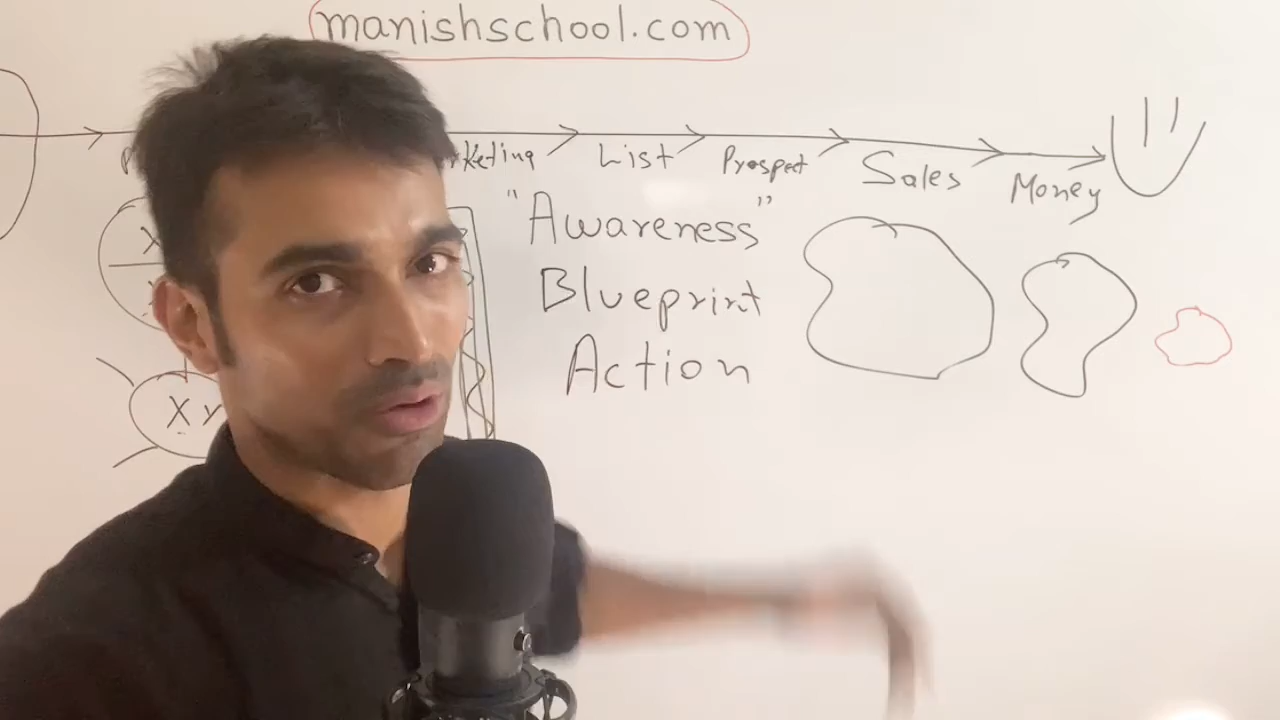 manishschool.com
List
Prospect
Sales
Money
"Awareness"
Blueprint
Action